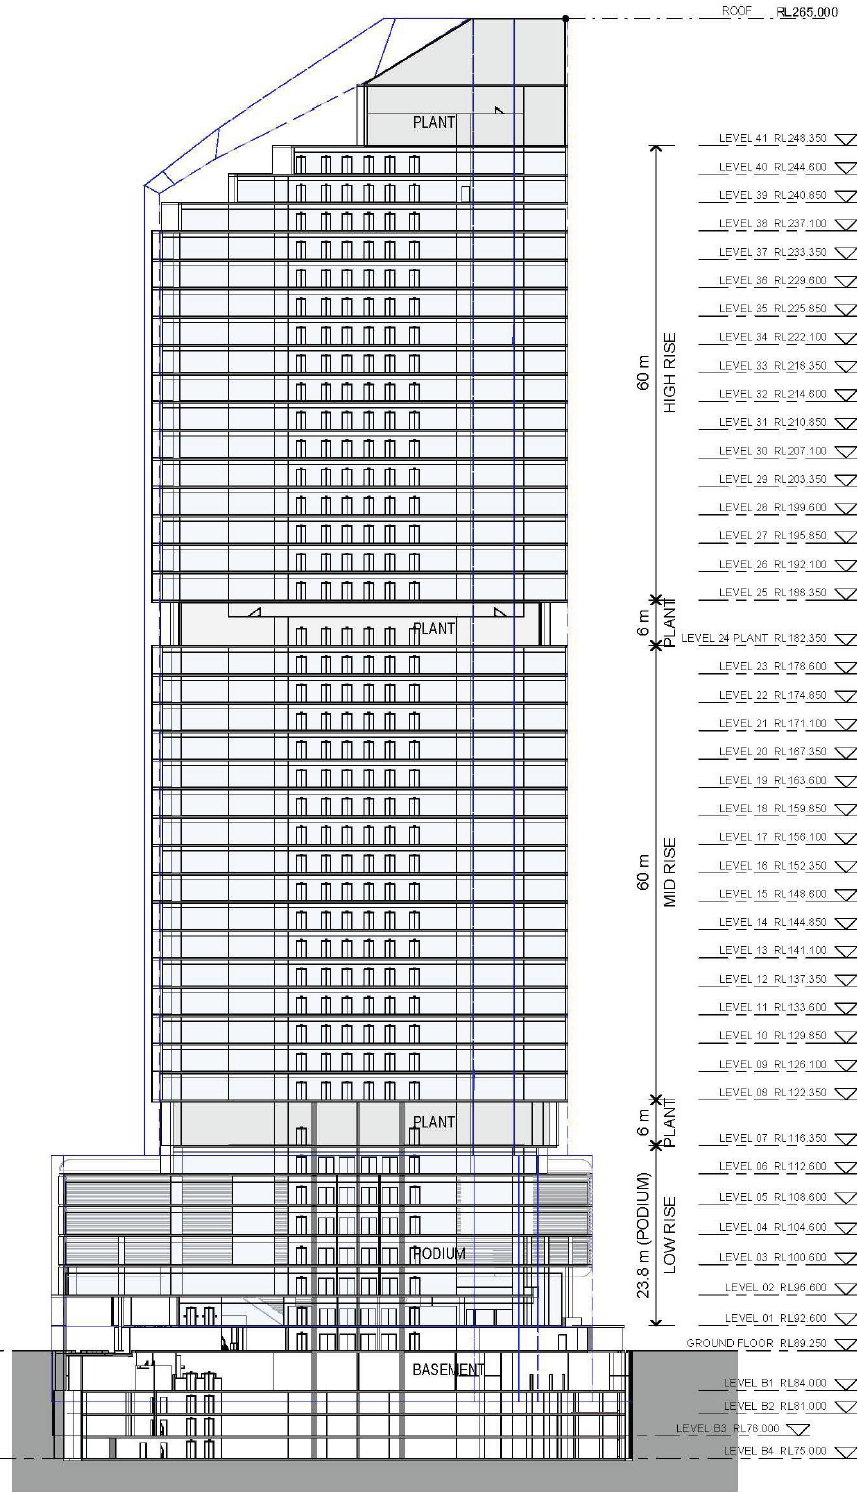 ROOF RL265.000
PLANT
LEVEL 41 RL248.350
LEVEL 40 RL244.600
LEVEL 39 RL240.850
LEVEL 38 RL237.100
LEVEL 37 RL233.350
LEVEL 36 RL229.600
LEVEL 35 RL225.850
LEVEL 34 RL222.100
LEVEL 33 RL218.350
60 m
HIGH RISE
LEVEL 32 RL214.600
LEVEL 31 RL210.850
LEVEL 30 RL207.100
LEVEL 29 RL203.350
LEVEL 28 RL199.600
LEVEL 27 RL195.850
LEVEL 26 RL192.100
LEVEL 25 RL188.350
PLANT
6 m
PLANT
LEVEL 24 PLANT RL182.350
LEVEL 23 RL178.600
LEVEL 22 RL174.850
LEVEL 21 RL171.100
LEVEL 20 RL167.350
LEVEL 19 RL163.600
LEVEL 18 RL159.850
LEVEL 17 RL156.100
60 m
MID RISE
LEVEL 16 RL152.350
LEVEL 15 RL148.600
LEVEL 14 RL144.850
LEVEL 13 RL141.100
LEVEL 12 RL137.350
LEVEL 11 RL133.600
LEVEL 10 RL129.850
LEVEL 09 RL126.100
LEVEL 08 RL122.350
PLANT
6 m
PLANT
LEVEL 07 RL116.350
LEVEL 06 RL112.600
LEVEL 05 RL108.600
23.8 m (PODIUM)
LOW RISE
LEVEL 04 RL104.600
PODIUM
LEVEL 03 RL100.600
LEVEL 02 RL96.600
LEVEL 01 RL92.600
GROUND FLOOR RL89.250
BASEMENT
LEVEL B1 RL84.000
LEVEL B2 RL81.000
LEVEL B3 RL78.000
LEVEL B4 RL75.000